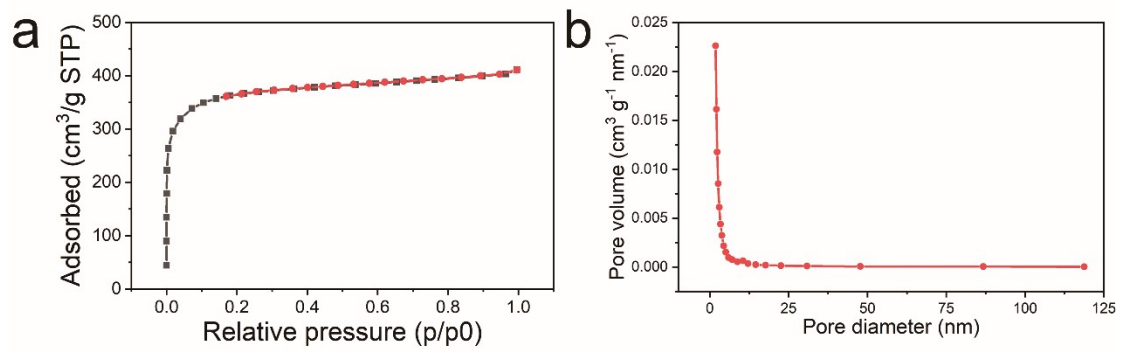 a
Adsorbed (cm³/g STP)
500
400
300
200
100
0
0.0 0.2 0.4 0.6 0.8 1.0
Relative pressure (p/p0)
b
Pore volume (cm³ g⁻¹ nm⁻¹)
0.025
0.020
0.015
0.010
0.005
0.000
0 25 50 75 100 125
Pore diameter (nm)